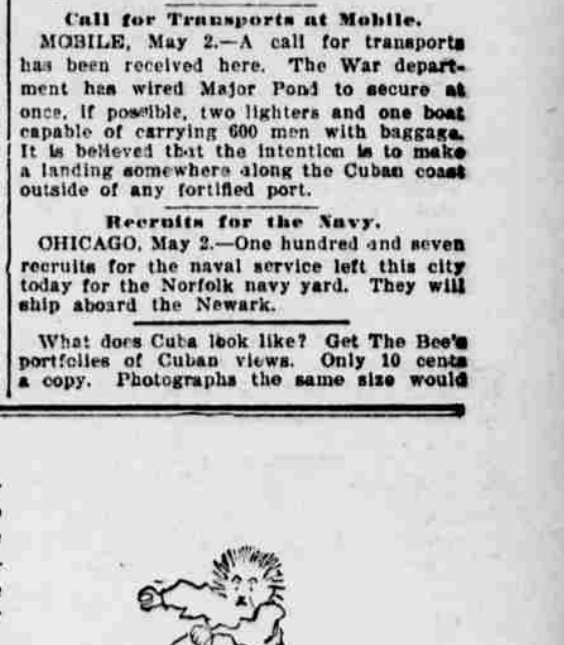 Call for Transports at Mobile.
MOBILE, May 2.—A call for transports
has been received here. The War depart-
ment has wired Major Pond to secure at
once, if possible, two lighters and one boat
capable of carrying 600 men with baggage.
It is believed that the intention is to make
a landing somewhere along the Cuban coast
outside of any fortified port.
Recruits for the Navy.
CHICAGO, May 2.—One hundred and seven
recruits for the naval service left this city
today for the Norfolk navy yard. They will
ship aboard the Newark.
What does Cuba look like? Get The Bee's
portfolios of Cuban views. Only 10 cents
a copy. Photographs the same size would